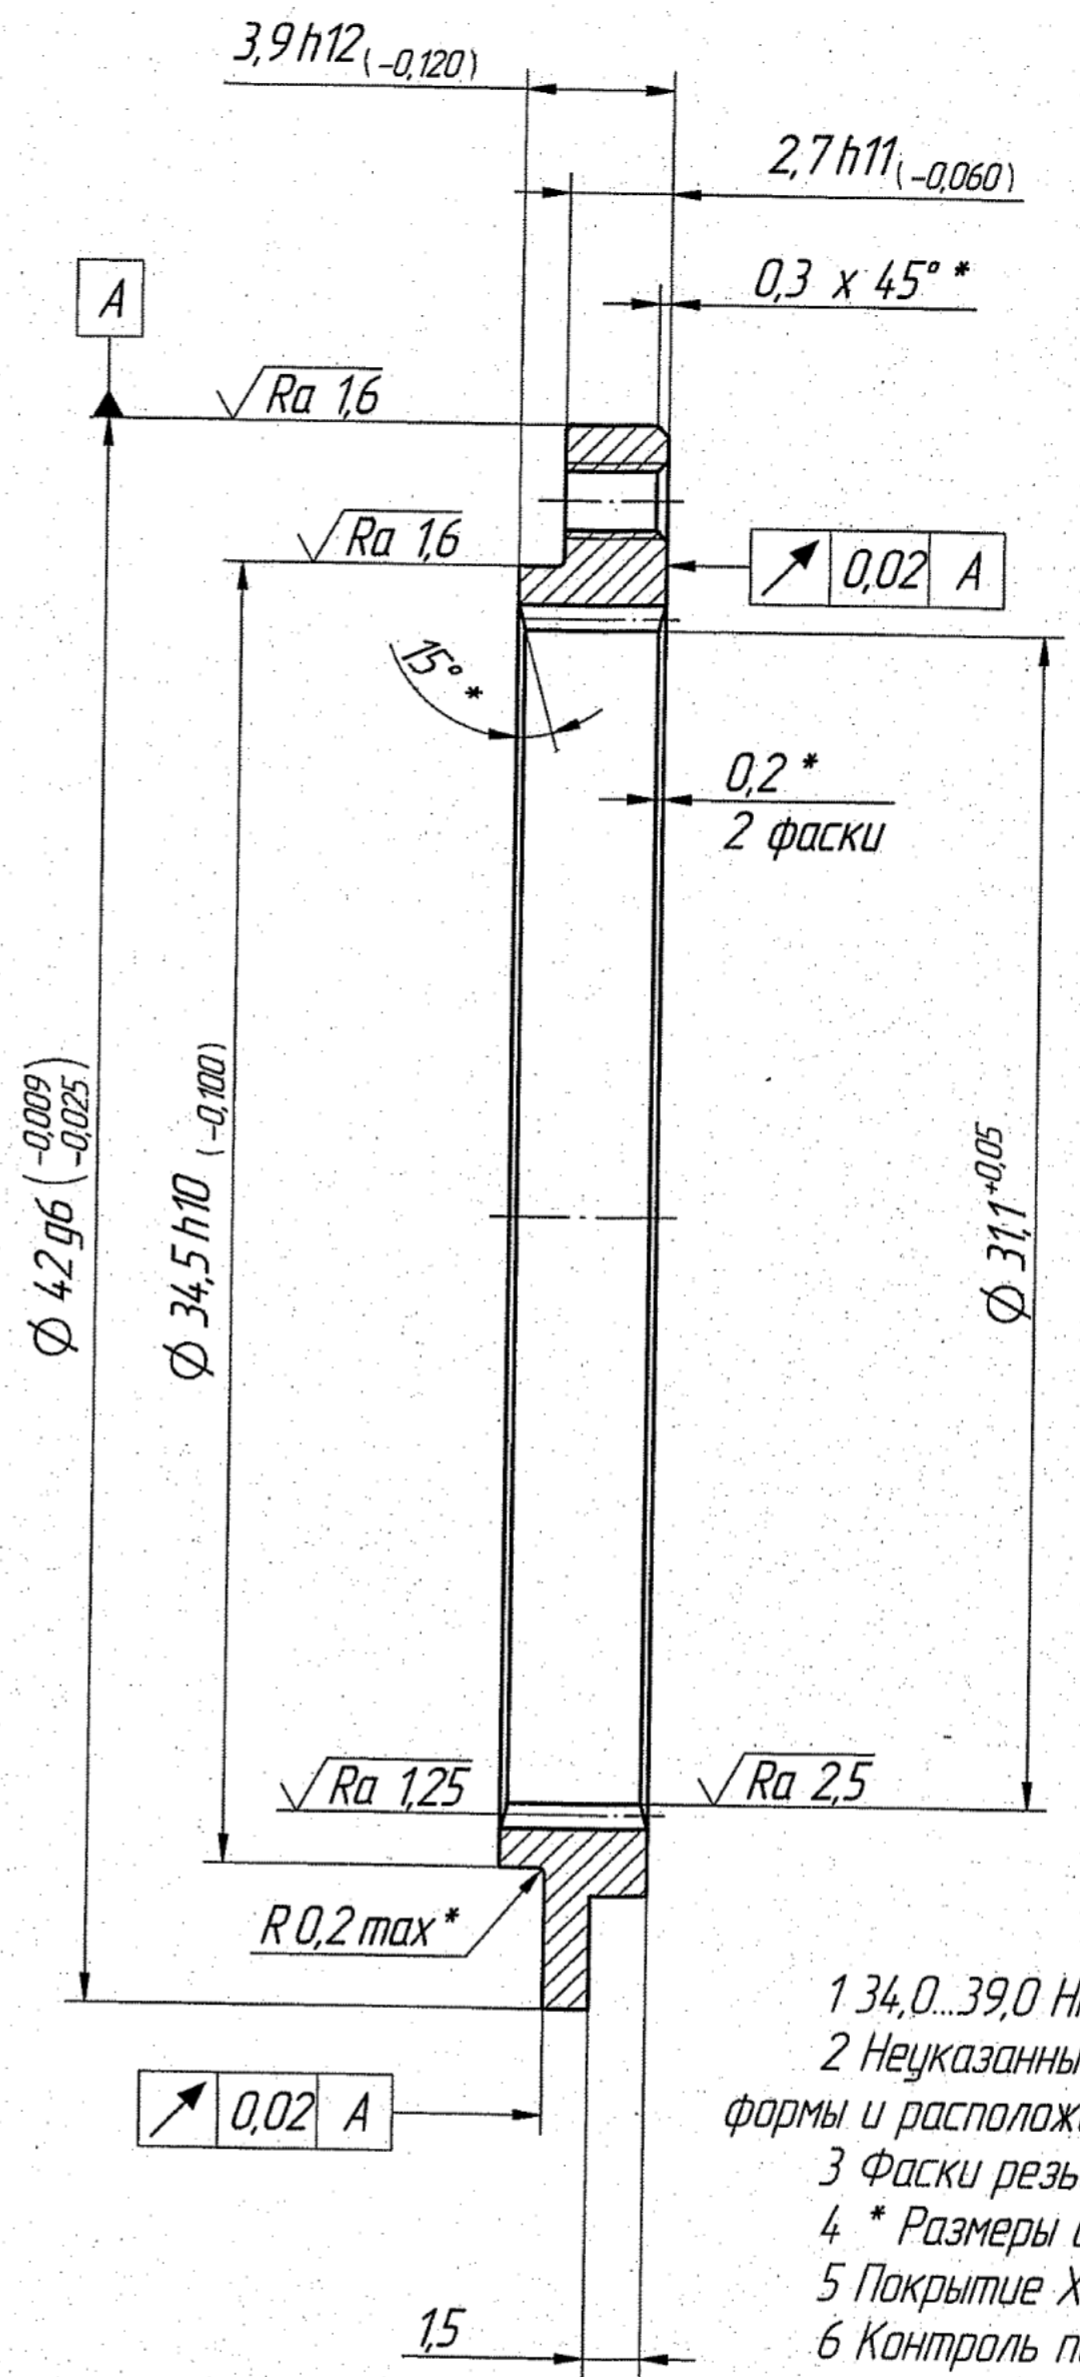 3,9 h12 (-0,120)
2,7 h11 (-0,060)
0,3 x 45° *
A
Ra 1,6
Ra 1,6
0,02 A
15° *
0,2 *
2 фаски
Ø 42 g6 (-0,009 -0,025)
Ø 34,5 h10 (-0,100)
Ø 31,1 +0,05
Ra 1,25
Ra 2,5
R 0,2 max *
0,02 A
1 34,0...39,0
2
формы и
3 Фаски
4 * Размеры
5 Покрытие
6 Контроль
1,5